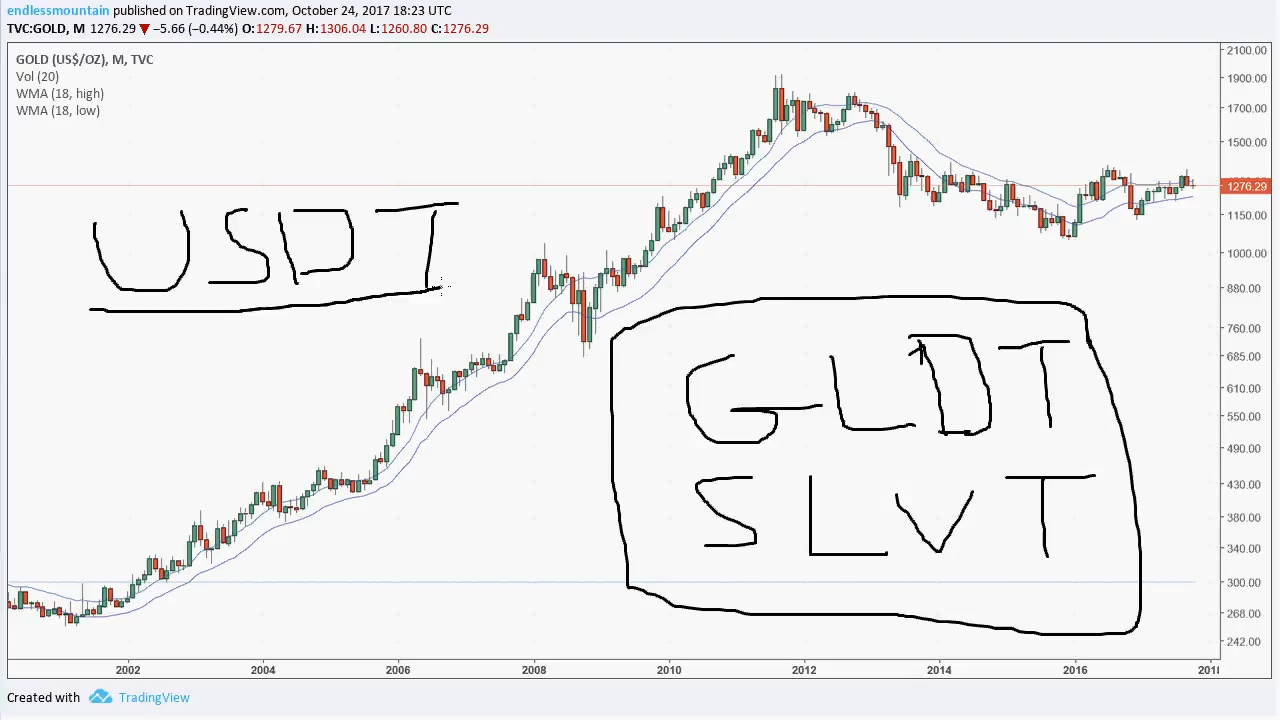 endlessmountain published on TradingView.com, October 24, 2017 18:23 UTC
TVC:GOLD, M 1276.29 ▼ −5.66 (−0.44%) O:1279.67 H:1306.04 L:1260.80 C:1276.29
GOLD (US$/OZ), M, TVC
Vol (20)
WMA (18, high)
WMA (18, low)
USDT
GLDT
SLVT
2100.00
1900.00
1700.00
1500.00
1276.29
1150.00
1000.00
880.00
760.00
685.00
610.00
550.00
490.00
430.00
380.00
340.00
300.00
268.00
242.00
2002 2004 2006 2008 2010 2012 2014 2016
Created with TradingView